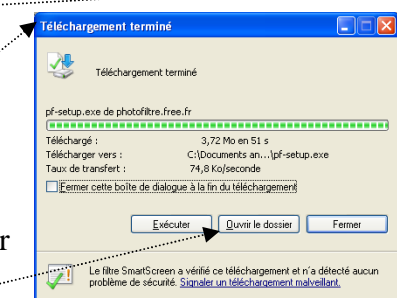 Téléchargement terminé
Téléchargement terminé
pf-setup.exe de photofiltre.free.fr
Téléchargé : 3,72 Mo en 51 s
Télécharger vers : C:\Documents an...\pf-setup.exe
Taux de transfert : 74,8 Ko/seconde
Fermer cette boîte de dialogue à la fin du téléchargement
Exécuter Ouvrir le dossier Fermer
r
Le filtre SmartScreen a vérifié ce téléchargement et n'a détecté aucun
problème de sécurité. Signaler un téléchargement malveillant.